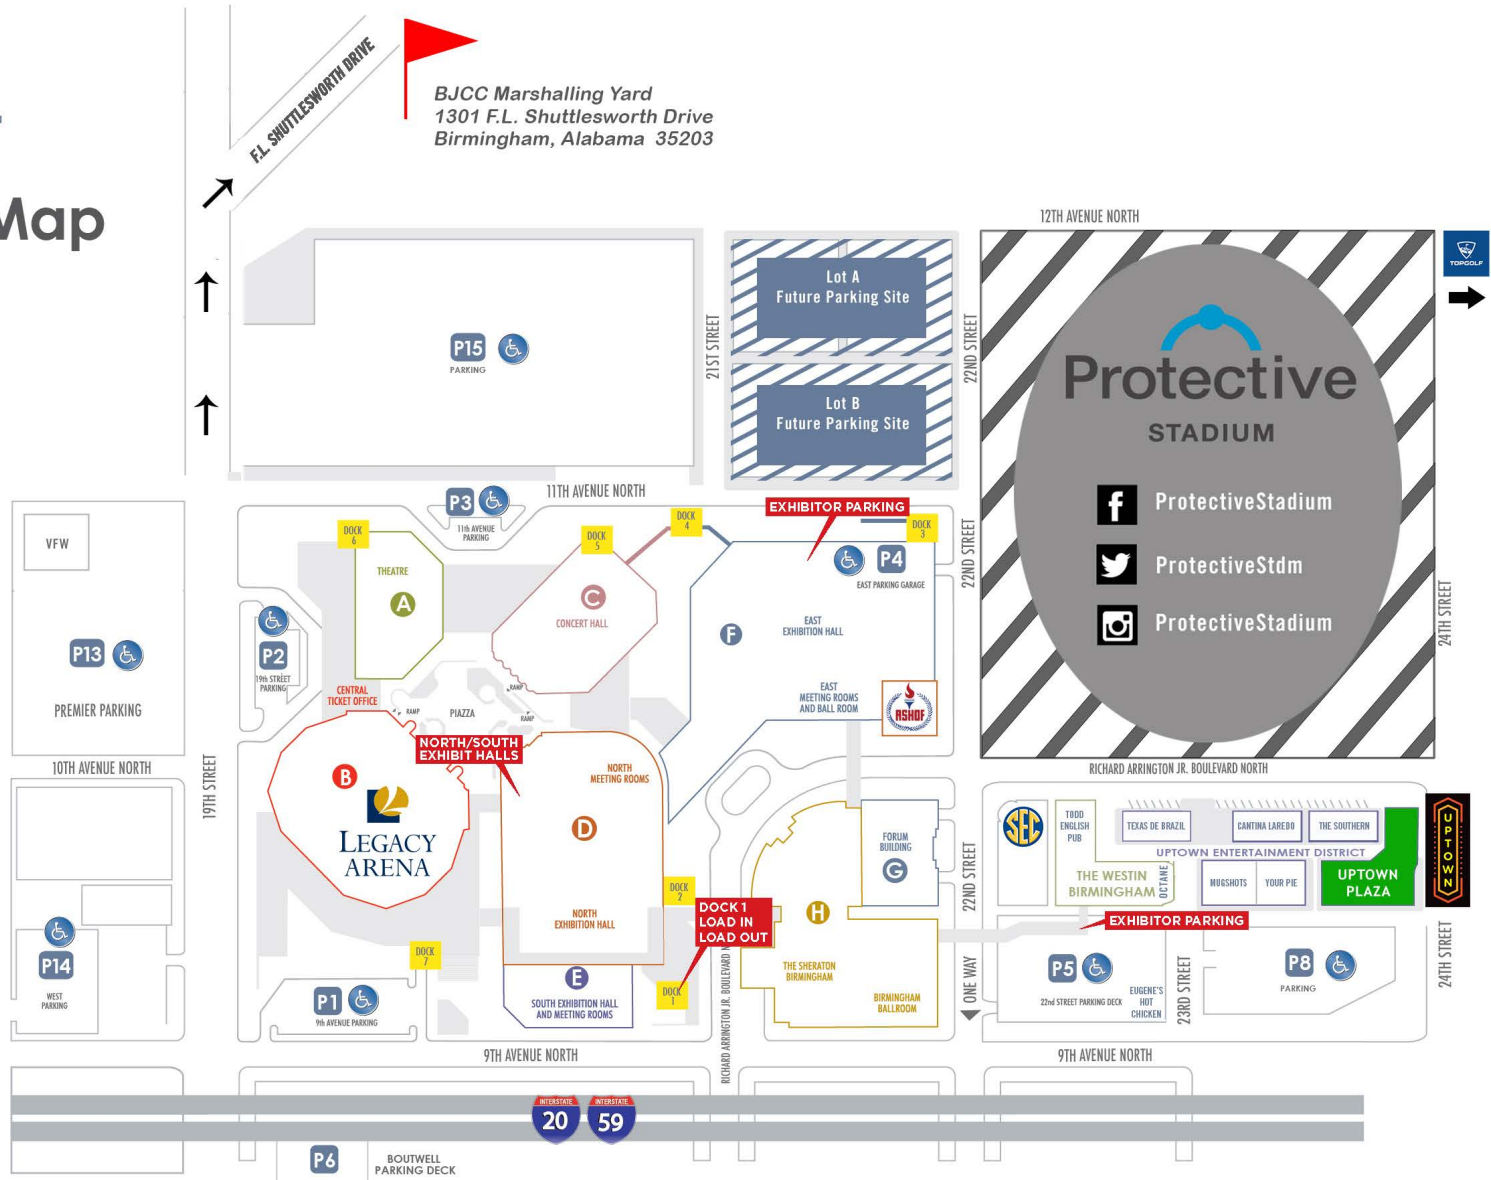 F.L. SHUTTLESWORTH DRIVE
BJCC Marshalling Yard
1301 F.L. Shuttlesworth Drive
Birmingham, Alabama 35203
Map
12TH AVENUE NORTH
TOPGOLF
Lot A
Future Parking Site
21ST STREET
22ND STREET
P15
PARKING
Lot B
Future Parking Site
Protective
STADIUM
ProtectiveStadium
ProtectiveStdm
ProtectiveStadium
24TH STREET
11TH AVENUE NORTH
P3
11th AVENUE
PARKING
EXHIBITOR PARKING
DOCK
6
DOCK
5
DOCK
4
DOCK
3
22ND STREET
VFW
THEATRE
A
C
CONCERT HALL
P4
EAST PARKING GARAGE
F
EAST
EXHIBITION HALL
P13
PREMIER PARKING
P2
19th STREET
PARKING
CENTRAL
TICKET OFFICE
RAMP
PIAZZA
RAMP
RAMP
EAST
MEETING ROOMS
AND BALL ROOM
ASHOF
NORTH/SOUTH
EXHIBIT HALLS
10TH AVENUE NORTH
19TH STREET
B
LEGACY
ARENA
NORTH
MEETING ROOMS
D
NORTH
EXHIBITION HALL
RICHARD ARRINGTON JR. BOULEVARD NORTH
SEC
TODD
ENGLISH
PUB
TEXAS DE BRAZIL
CANTINA LAREDO
THE SOUTHERN
UPTOWN ENTERTAINMENT DISTRICT
THE WESTIN
BIRMINGHAM
OCTANE
MUGSHOTS
YOUR PIE
UPTOWN
PLAZA
UPTOWN
FORUM
BUILDING
G
22ND STREET
DOCK
2
DOCK 1
LOAD IN
LOAD OUT
H
EXHIBITOR PARKING
P14
WEST
PARKING
DOCK
7
P1
9th AVENUE PARKING
E
SOUTH EXHIBITION HALL
AND MEETING ROOMS
DOCK
1
RICHARD ARRINGTON JR. BOULEVARD N
THE SHERATON
BIRMINGHAM
BIRMINGHAM
BALLROOM
ONE WAY
P5
22nd STREET PARKING DECK
EUGENE'S
HOT
CHICKEN
23RD STREET
P8
PARKING
24TH STREET
9TH AVENUE NORTH
9TH AVENUE NORTH
INTERSTATE
20
INTERSTATE
59
P6
BOUTWELL
PARKING DECK